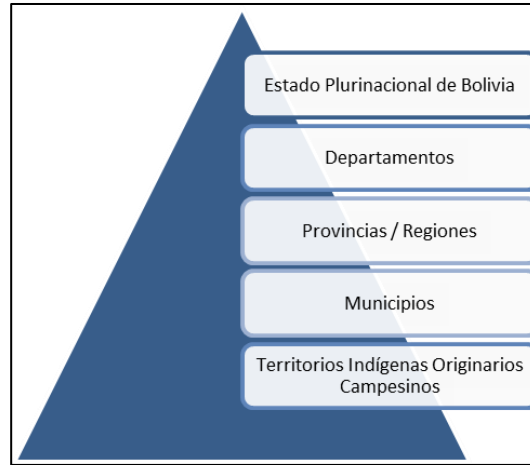 Estado Plurinacional de Bolivia
Departamentos
Provincias / Regiones
Municipios
Territorios Indígenas Originarios
Campesinos